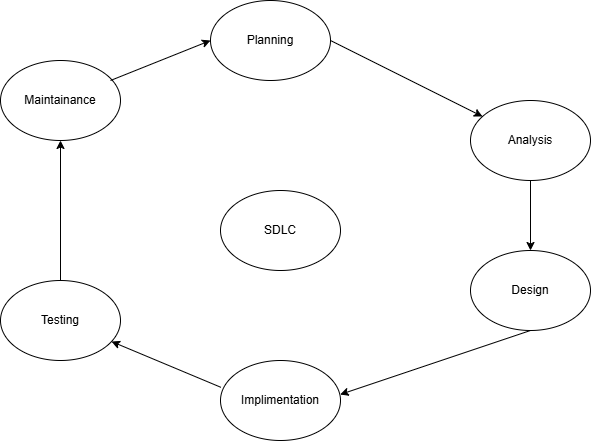 Planning
Maintainance
Analysis
SDLC
Design
Testing
Implimentation